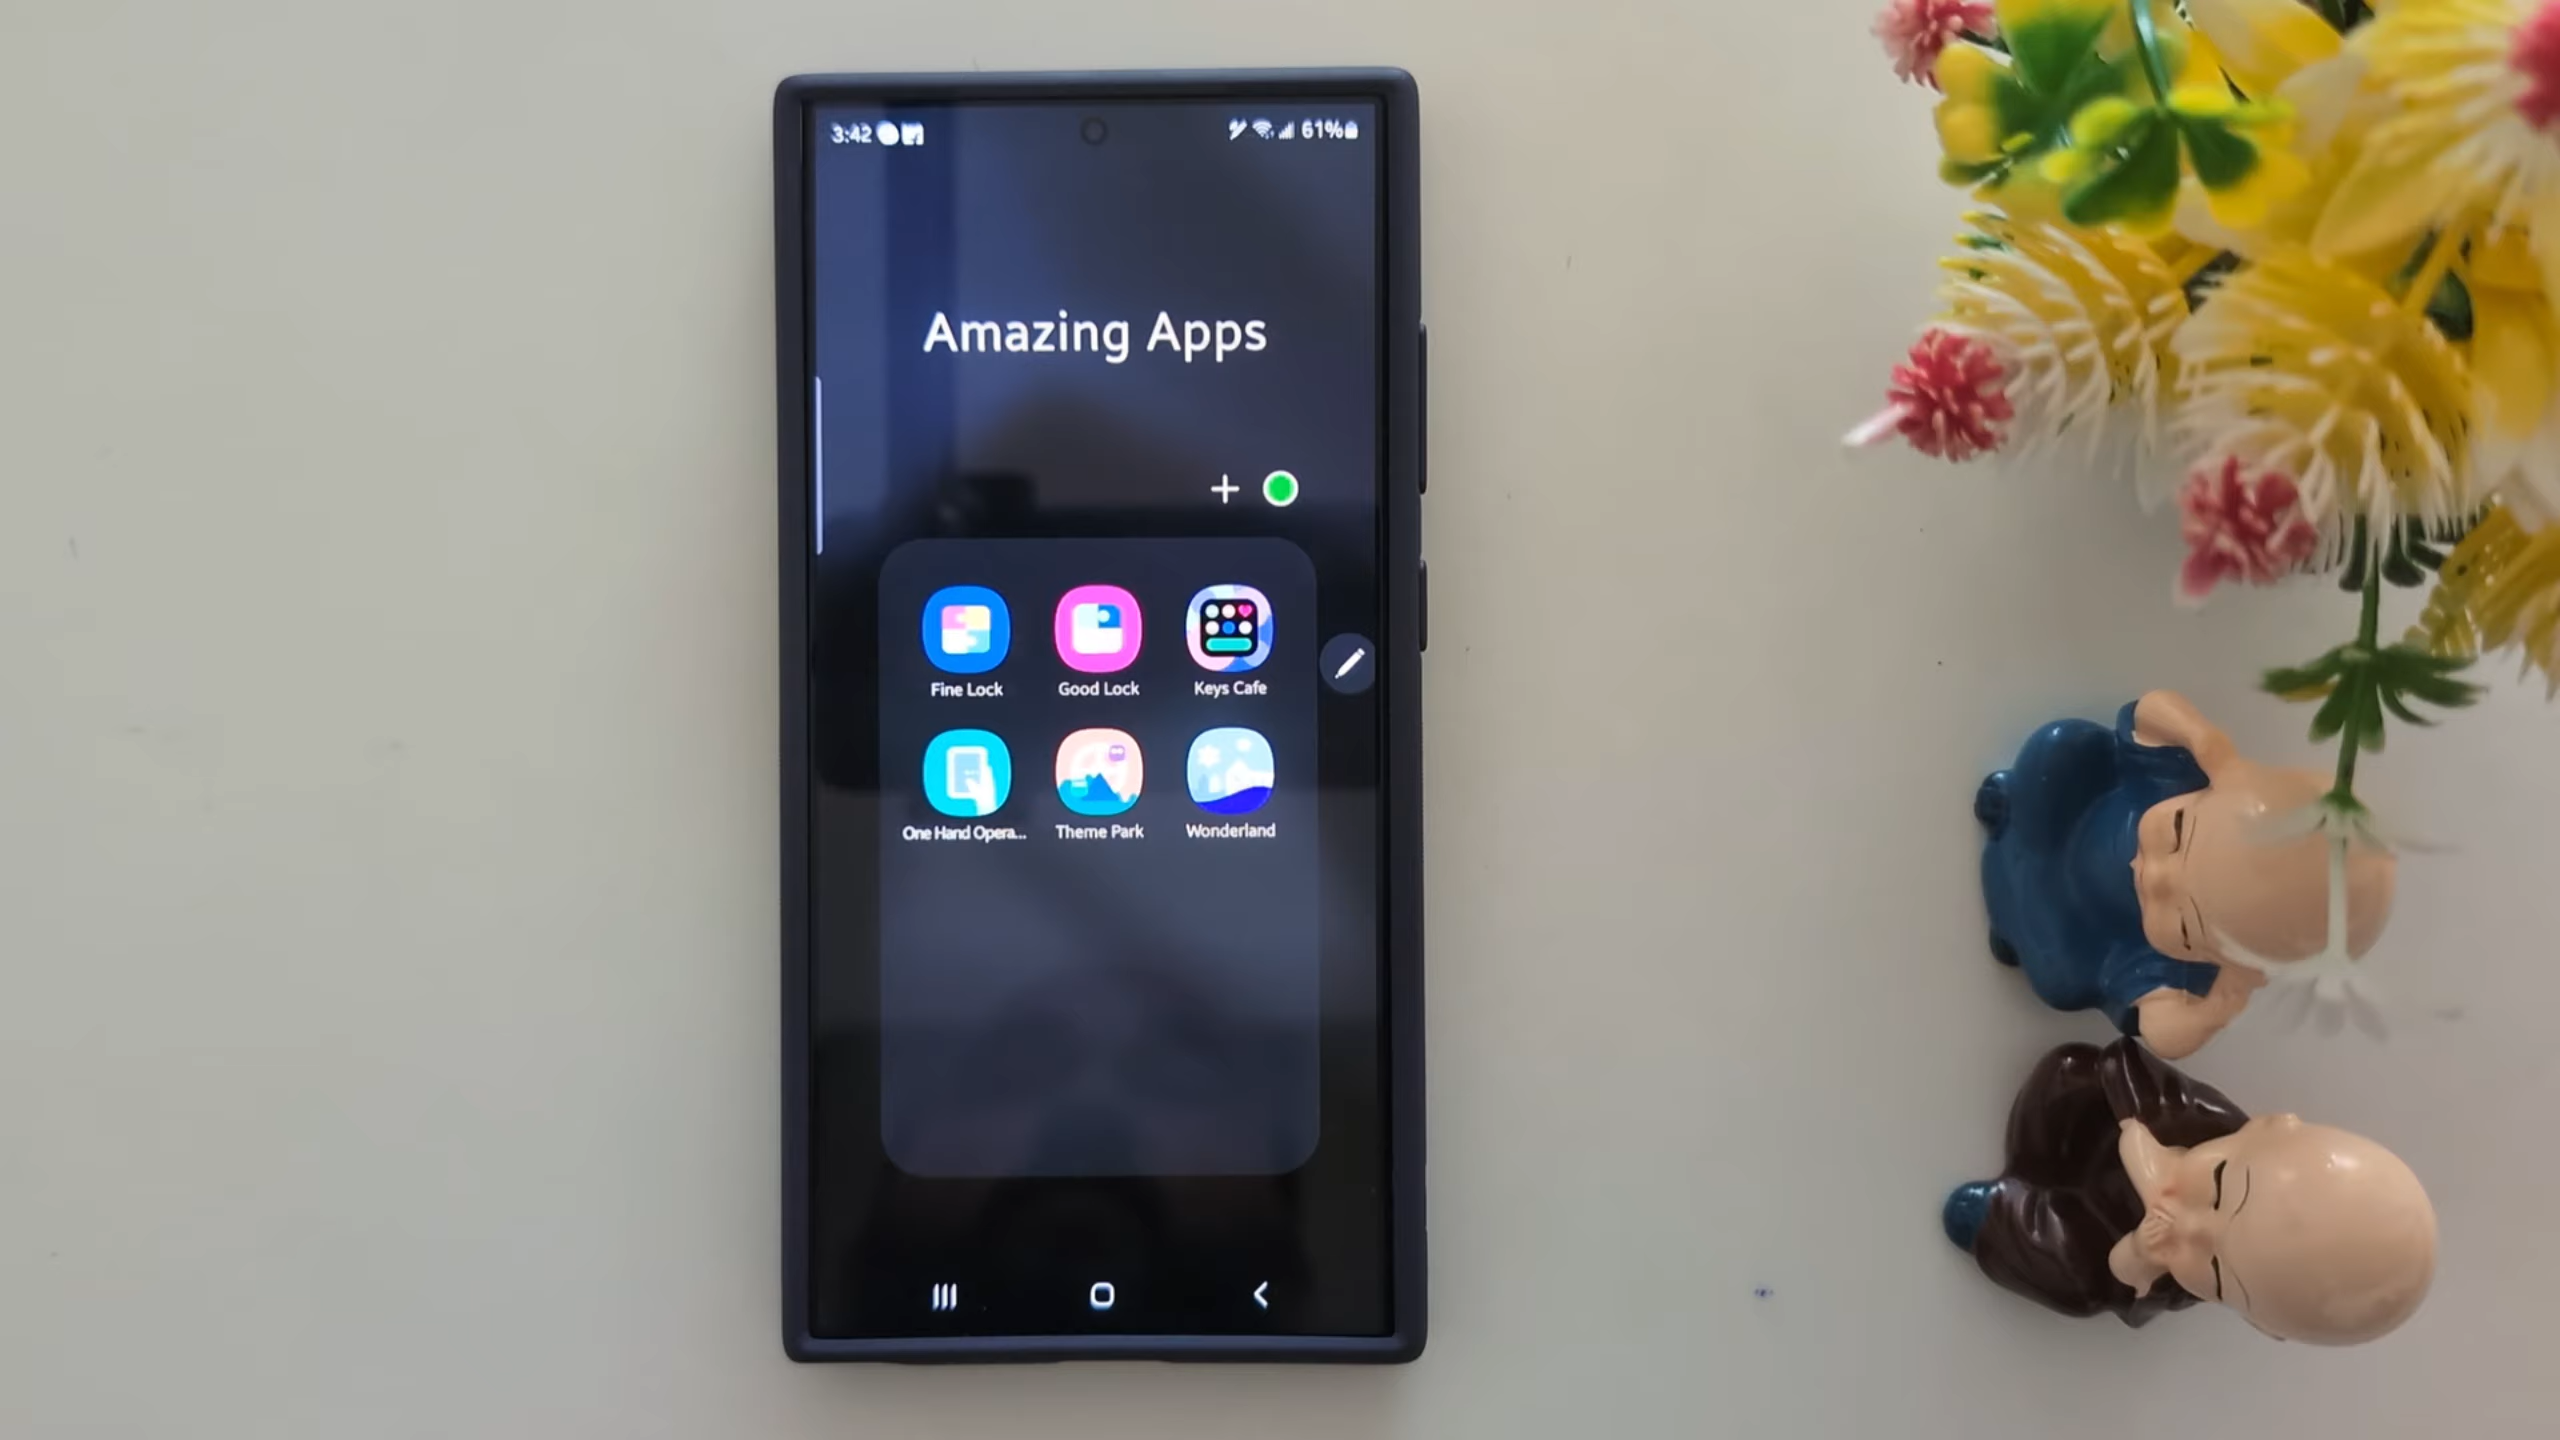 3:42
61%
Amazing Apps
Fine Lock
Good Lock
Keys Cafe
One Hand Opera...
Theme Park
Wonderland